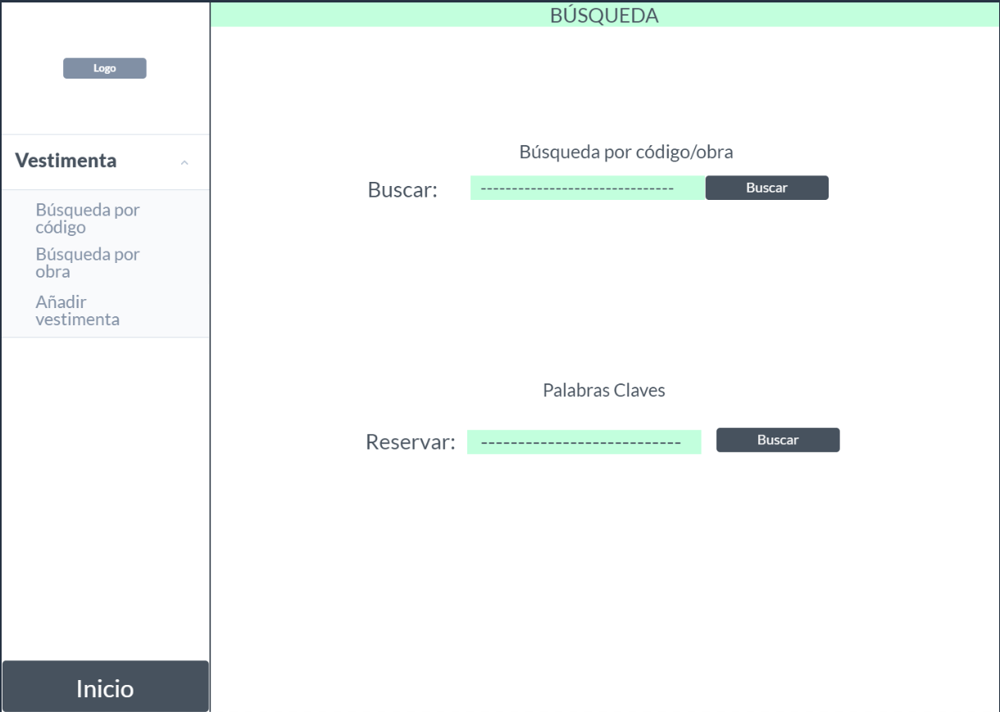 BÚSQUEDA
Logo
Vestimenta
Búsqueda por
código
Búsqueda por
obra
Añadir
vestimenta
Inicio
Búsqueda por código/obra
Buscar: ------------------------------- Buscar
Palabras Claves
Reservar: --------------------------- Buscar